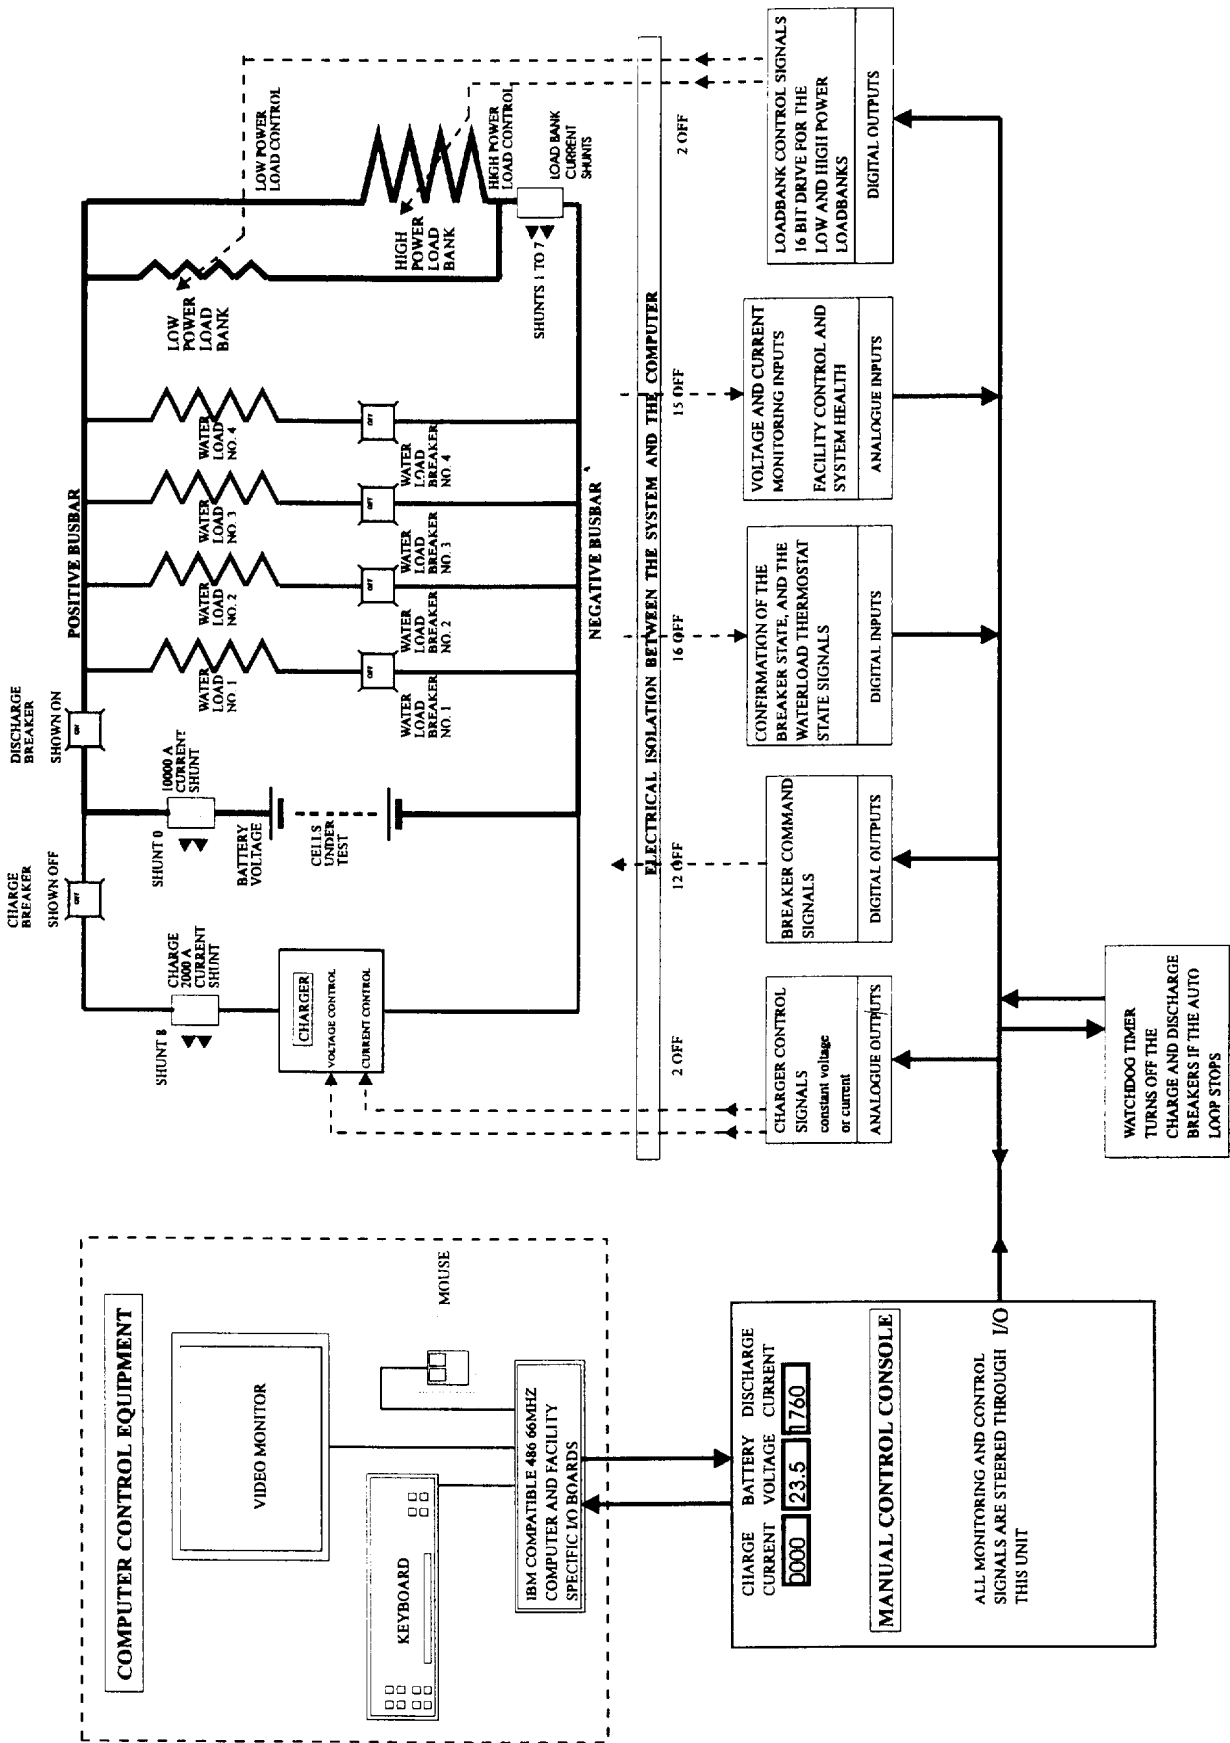 COMPUTER CONTROL EQUIPMENT
VIDEO MONITOR
KEYBOARD
MOUSE
IBM COMPATIBLE 486 66MHZ
COMPUTER AND FACILITY
SPECIFIC I/O BOARDS
CHARGE
CURRENT
0000
BATTERY
VOLTAGE
23.5
DISCHARGE
CURRENT
1760
MANUAL CONTROL CONSOLE
ALL MONITORING AND CONTROL
SIGNALS ARE STEERED THROUGH
THIS UNIT
I/O
CHARGE
BREAKER
SHOWN OFF
OFF
DISCHARGE
BREAKER
SHOWN ON
ON
POSITIVE BUSBAR
CHARGE
2000 A
CURRENT
SHUNT
SHUNT 8
CHARGER
VOLTAGE CONTROL
CURRENT CONTROL
10000 A
CURRENT
SHUNT
SHUNT 0
BATTERY
VOLTAGE
CELLS
UNDER
TEST
WATER
LOAD
NO. 1
WATER
LOAD
NO. 2
WATER
LOAD
NO. 3
WATER
LOAD
NO. 4
OFF
OFF
OFF
OFF
WATER
LOAD
BREAKER
NO. 1
WATER
LOAD
BREAKER
NO. 2
WATER
LOAD
BREAKER
NO. 3
WATER
LOAD
BREAKER
NO. 4
LOW
POWER
LOAD
BANK
LOW POWER
LOAD CONTROL
HIGH
POWER
LOAD
BANK
HIGH POWER
LOAD CONTROL
LOAD BANK
CURRENT
SHUNTS
SHUNTS 1 TO 7
NEGATIVE BUSBAR
ELECTRICAL ISOLATION BETWEEN THE SYSTEM AND THE COMPUTER
2 OFF
12 OFF
16 OFF
15 OFF
2 OFF
CHARGER CONTROL
SIGNALS
constant voltage
or current
ANALOGUE OUTPUTS
BREAKER COMMAND
SIGNALS
DIGITAL OUTPUTS
CONFIRMATION OF THE
BREAKER STATE, AND THE
WATERLOAD THERMOSTAT
STATE SIGNALS
DIGITAL INPUTS
VOLTAGE AND CURRENT
MONITORING INPUTS
FACILITY CONTROL AND
SYSTEM HEALTH
ANALOGUE INPUTS
LOADBANK CONTROL SIGNALS
16 BIT DRIVE FOR THE
LOW AND HIGH POWER
LOADBANKS
DIGITAL OUTPUTS
WATCHDOG TIMER
TURNS OFF THE
CHARGE AND DISCHARGE
BREAKERS IF THE AUTO
LOOP STOPS